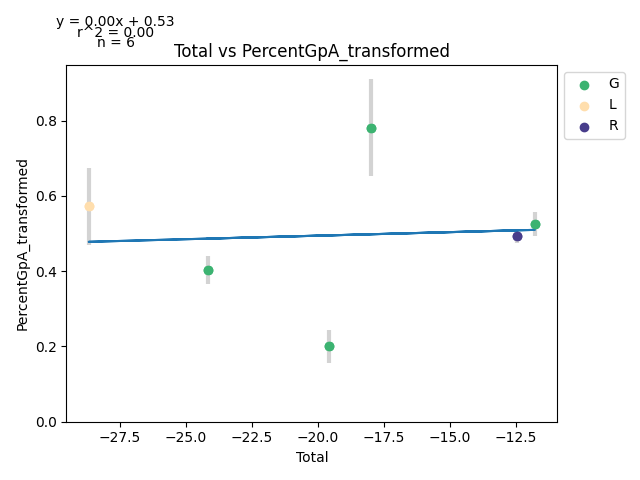 y = 0.00x + 0.53
r^2 = 0.00
n = 6
Total vs PercentGpA_transformed
G
L
R
PercentGpA_transformed
0.8
0.6
0.4
0.2
0.0
−27.5 −25.0 −22.5 −20.0 −17.5 −15.0 −12.5
Total